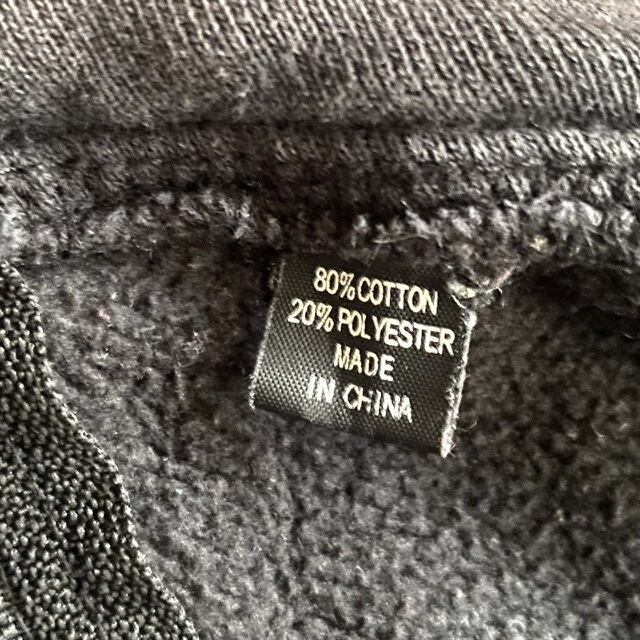 80% COTTON
20% POLYESTER
MADE
IN CHINA